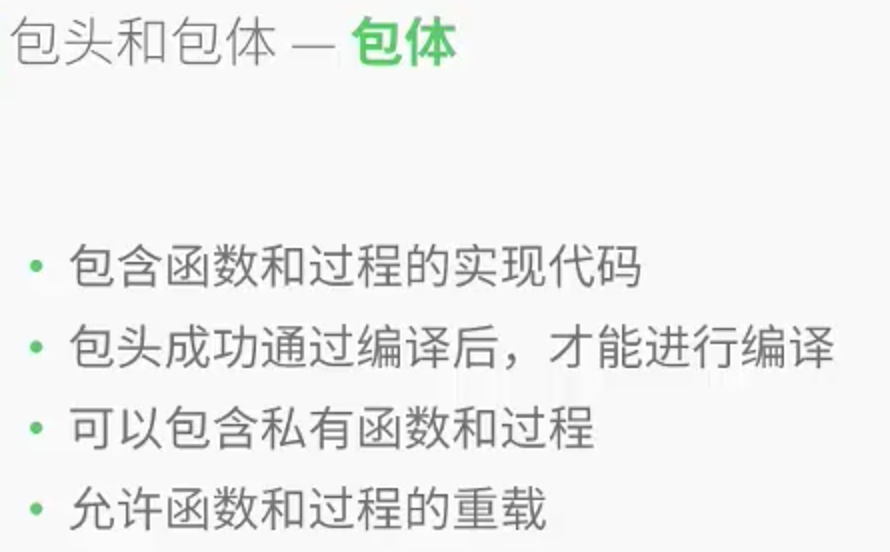 包头和包体 — 包体
• 包含函数和过程的实现代码
• 包头成功通过编译后，才能进行编译
• 可以包含私有函数和过程
• 允许函数和过程的重载